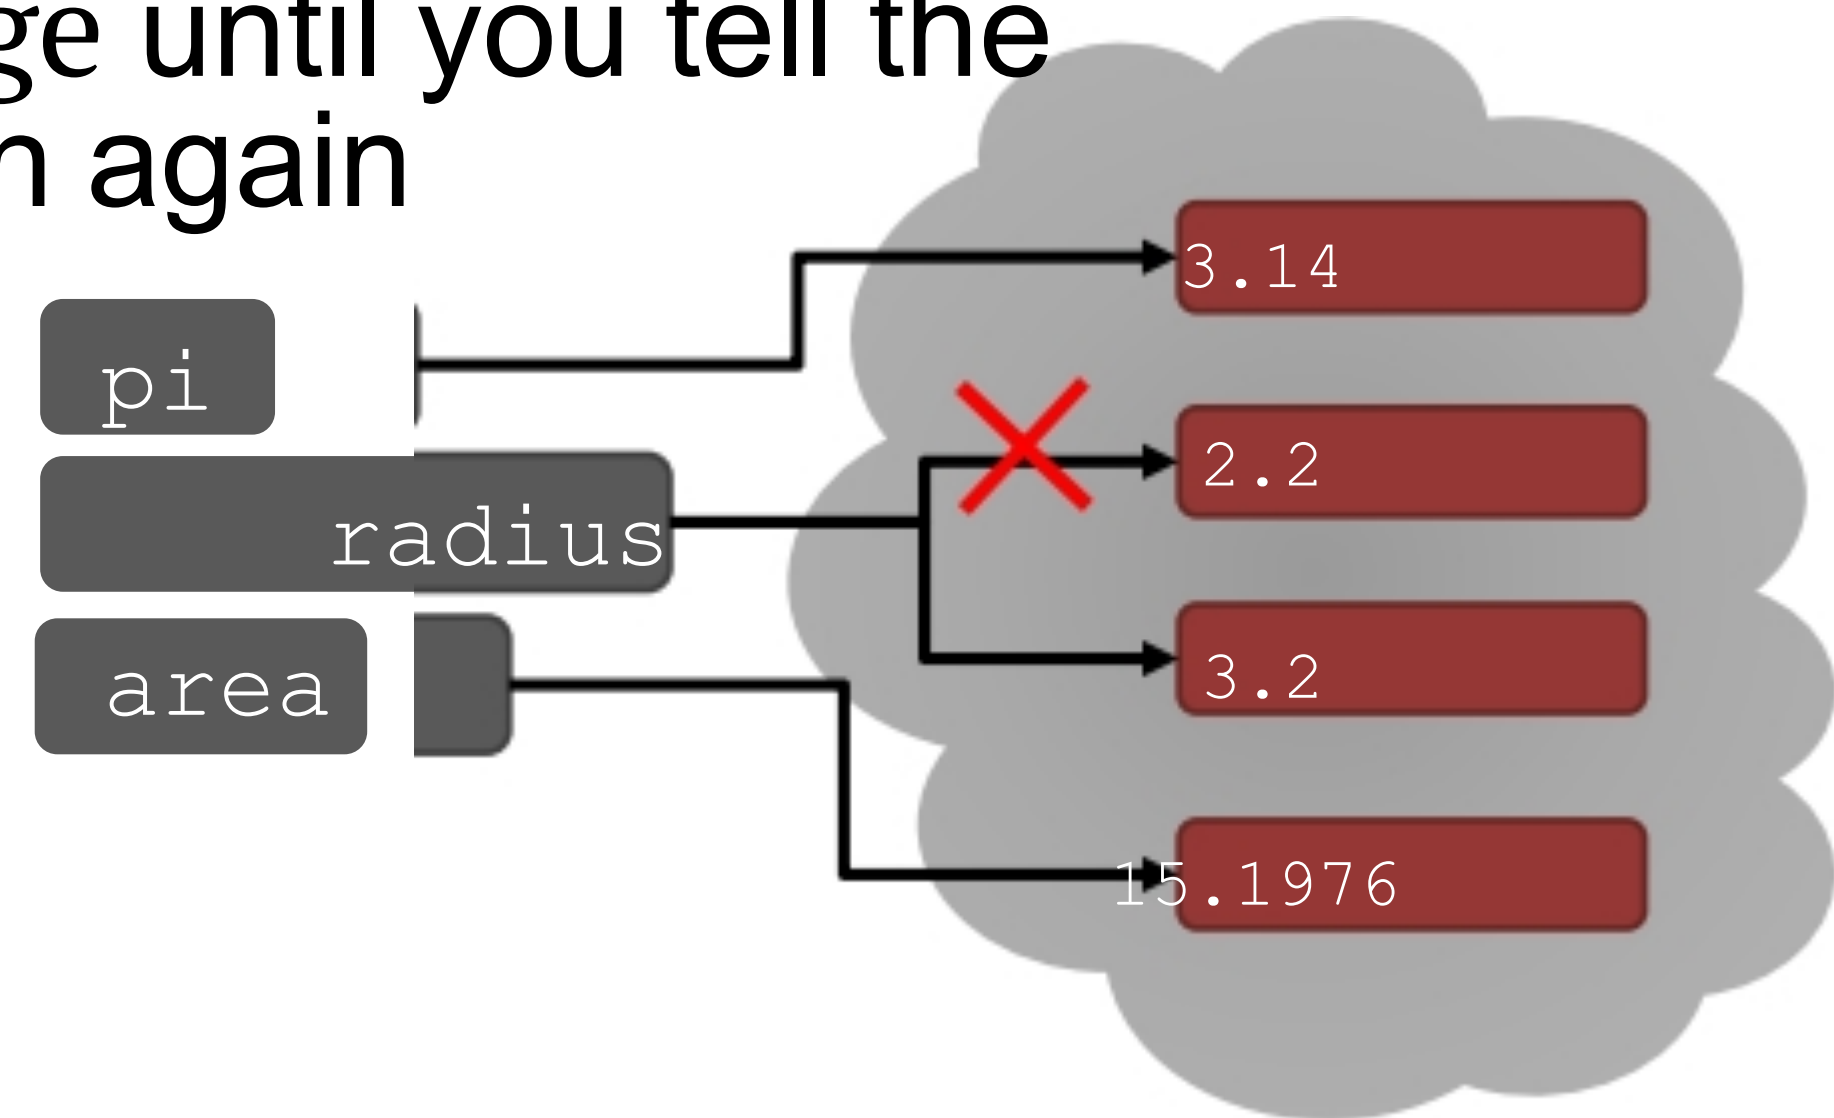 ge until you tell the
n again
3.14
pi
2.2
radius
3.2
area
15.1976